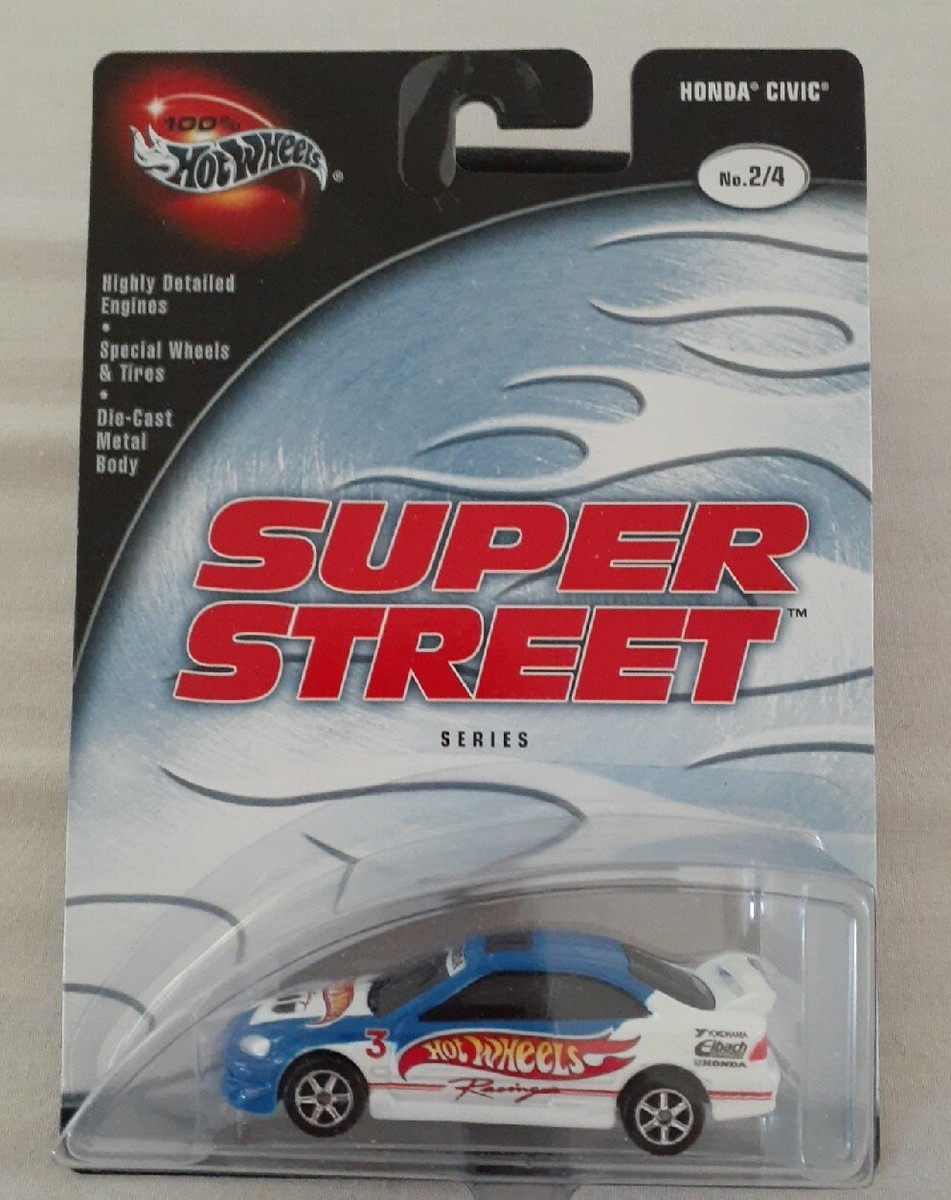 100%
Hot Wheels®
HONDA® CIVIC®
No.2/4
Highly Detailed
Engines
•
Special Wheels
& Tires
•
Die-Cast
Metal
Body
SUPER
STREET™
SERIES
3
HOT WHEELS
Racing
YOKOHAMA
Eibach
HONDA